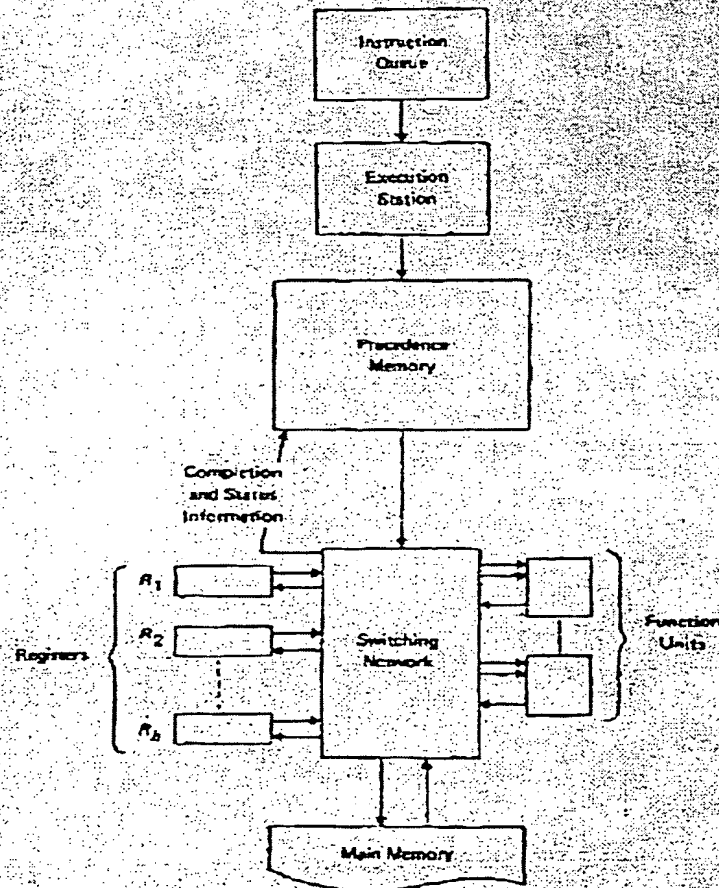 Instruction
Queue
Execution
Station
Precedence
Memory
Completion
and Status
Information
R1
R2
Rh
Registers
Switching
Network
Function
Units
Main Memory